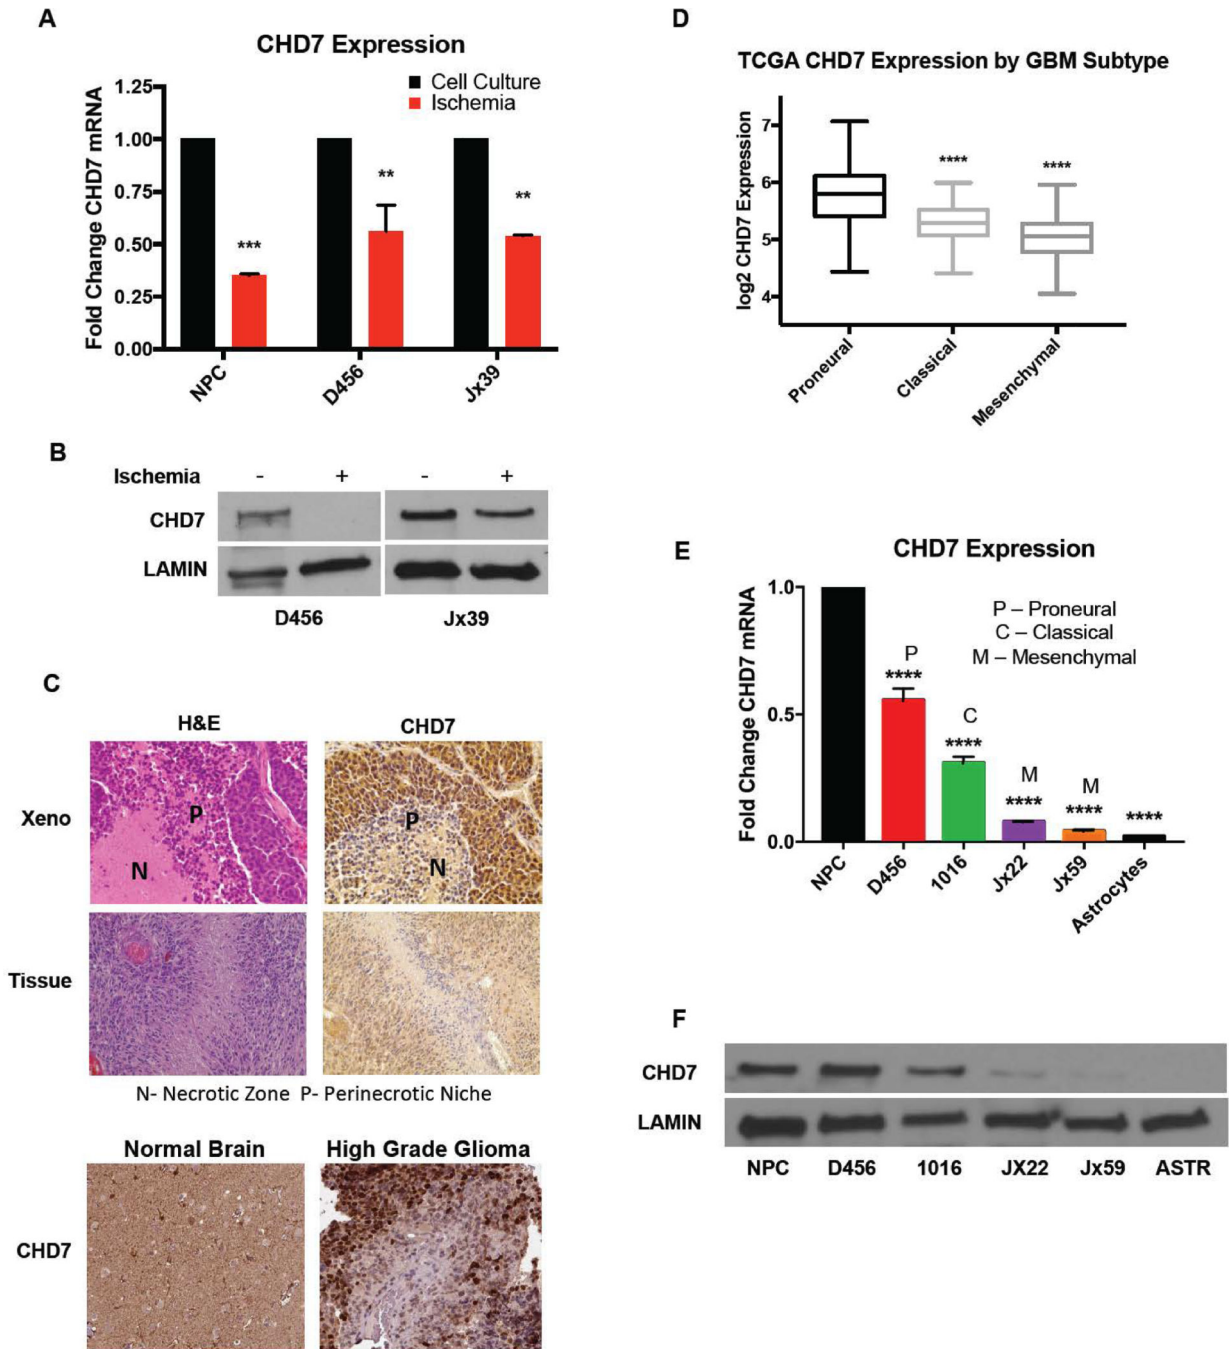 A
CHD7 Expression
Cell Culture
Ischemia
Fold Change CHD7 mRNA
1.25
1.00
0.75
0.50
0.25
0.00
***
**
**
NPC
D456
Jx39
B
Ischemia - + - +
CHD7
LAMIN
D456 Jx39
C
H&E CHD7
Xeno
P
N
P
N
Tissue
N- Necrotic Zone P- Perinecrotic Niche
Normal Brain High Grade Glioma
CHD7
D
TCGA CHD7 Expression by GBM Subtype
log2 CHD7 Expression
7
6
5
4
****
****
Proneural
Classical
Mesenchymal
E
CHD7 Expression
Fold Change CHD7 mRNA
1.0
0.5
0.0
P – Proneural
C – Classical
M – Mesenchymal
P
****
C
****
M
****
M
****
****
NPC
D456
1016
Jx22
Jx59
Astrocytes
F
CHD7
LAMIN
NPC D456 1016 JX22 Jx59 ASTR